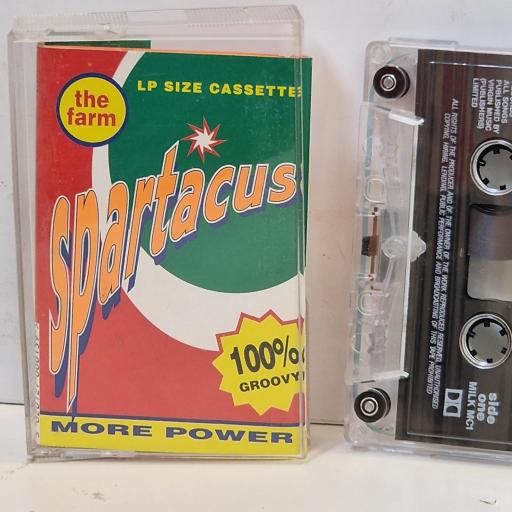 LP SIZE CASSETTE
the
farm
Spartacus
100%
GROOVY!
MORE POWER
ALL SONGS
PUBLISHED BY
VIRGIN MUSIC
(PUBLISHERS)
LIMITED
ALL RIGHTS OF THE PRODUCER AND OF THE OWNER OF THE WORK REPRODUCED RESERVED. UNAUTHORISED
COPYING, HIRING, LENDING, PUBLIC PERFORMANCE AND BROADCASTING OF THIS TAPE PROHIBITED
side
one
MILK MC1